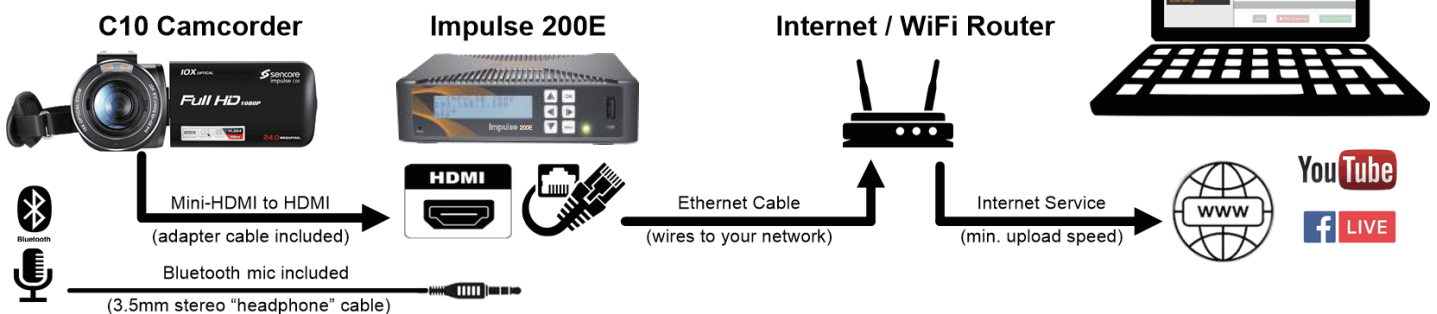 C10 Camcorder
Impulse 200E
Internet / WiFi Router
10X OPTICAL
Sencore
impulse C10
Full HD 1080P
24.0 MEGAPIXEL
Impulse 200E
HDMI
Bluetooth
Mini-HDMI to HDMI
(adapter cable included)
Ethernet Cable
(wires to your network)
Internet Service
(min. upload speed)
WWW
YouTube
f LIVE
Bluetooth mic included
(3.5mm stereo “headphone” cable)